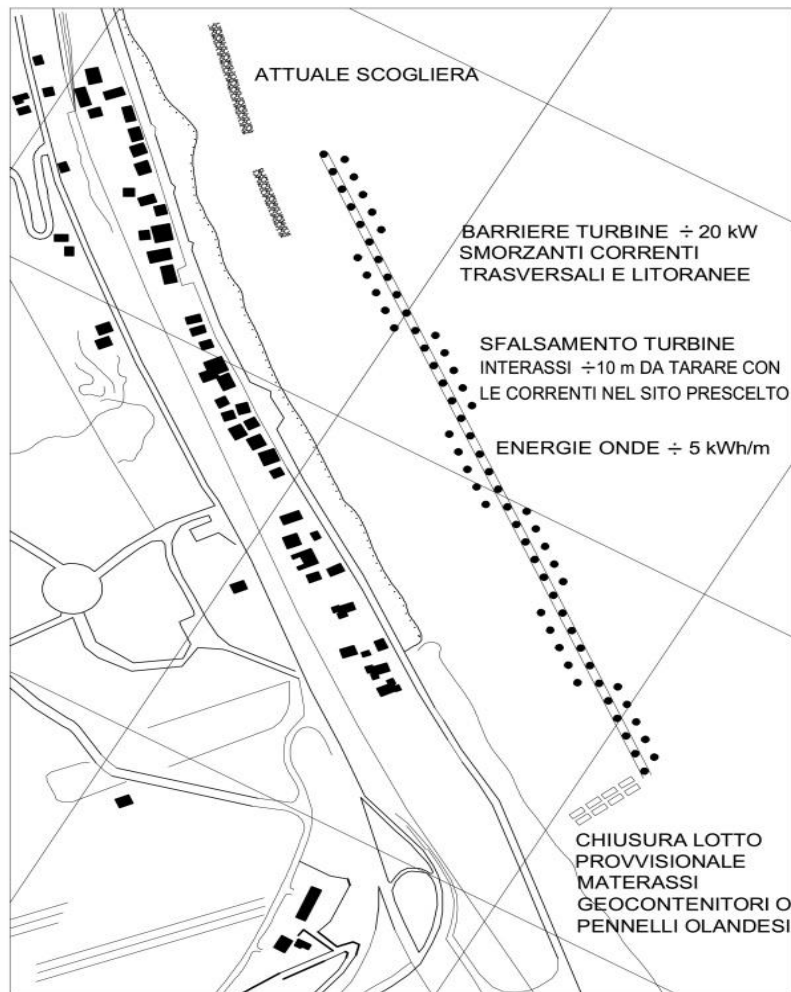 ATTUALE SCOGLIERA
BARRIERE TURBINE ÷ 20 kW
SMORZANTI CORRENTI
TRASVERSALI E LITORANEE
SFALSAMENTO TURBINE
INTERASSI ÷10 m DA TARARE CON
LE CORRENTI NEL SITO PRESCELTO
ENERGIE ONDE ÷ 5 kWh/m
CHIUSURA LOTTO
PROVVISIONALE
MATERASSI
GEOCONTENITORI O
PENNELLI OLANDESI